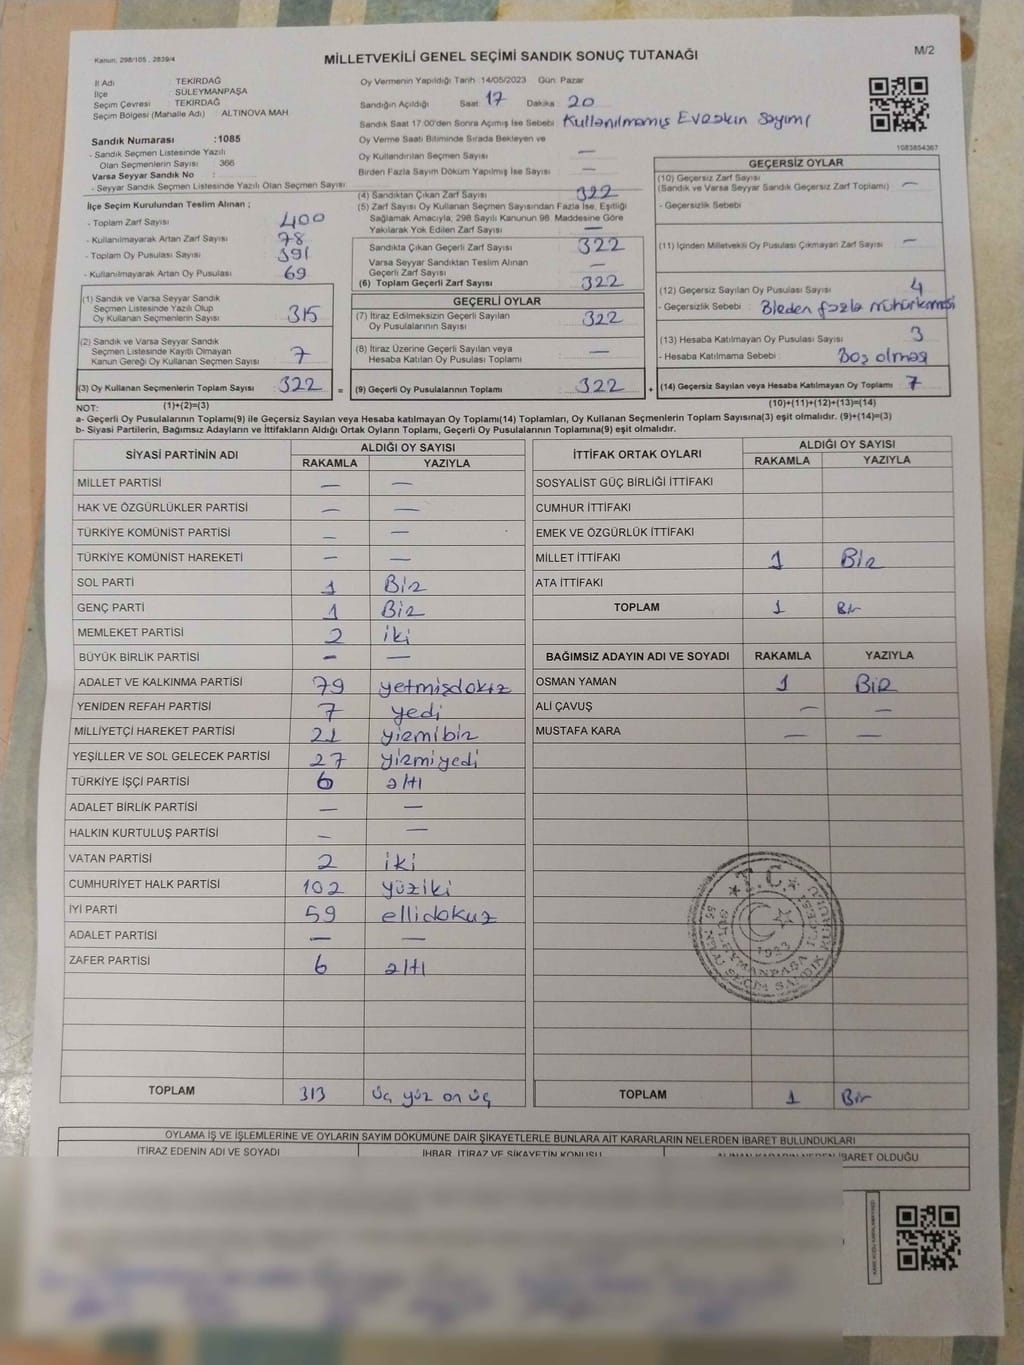 Kanun: 298/105 , 2839/4
MİLLETVEKİLİ GENEL SEÇİMİ SANDIK SONUÇ TUTANAĞI
M/2
İl Adı : TEKİRDAĞ
İlçe : SÜLEYMANPAŞA
Seçim Çevresi : TEKİRDAĞ
Seçim Bölgesi (Mahalle Adı) : ALTINOVA MAH
Sandık Numarası :1085
- Sandık Seçmen Listesinde Yazılı
Olan Seçmenlerin Sayısı : 366
Varsa Seyyar Sandık No :
- Seyyar Sandık Seçmen Listesinde Yazılı Olan Seçmen Sayısı:
İlçe Seçim Kurulundan Teslim Alınan ;
- Toplam Zarf Sayısı : 400
- Kullanılmayarak Artan Zarf Sayısı : 78
- Toplam Oy Pusulası Sayısı : 391
- Kullanılmayarak Artan Oy Pusulası : 69
(1) Sandık ve Varsa Seyyar Sandık
Seçmen Listesinde Yazılı Olup
Oy Kullanan Seçmenlerin Sayısı : 315
(2) Sandık ve Varsa Seyyar Sandık
Seçmen Listesinde Kayıtlı Olmayan
Kanun Gereği Oy Kullanan Seçmen Sayısı : 7
(3) Oy Kullanan Seçmenlerin Toplam Sayısı : 322 =
(1)+(2)=(3)
Oy Vermenin Yapıldığı Tarih 14/05/2023 Gün: Pazar
Sandığın Açıldığı Saat: 17 Dakika 20
Sandık Saat 17:00'den Sonra Açımış İse Sebebi : Kullanılmamış Evrakın Sayımı
Oy Verme Saati Bitiminde Sırada Bekleyen ve
Oy Kullandırılan Seçmen Sayısı : —
Birden Fazla Sayım Döküm Yapılmış İse Sayısı : —
(4) Sandıktan Çıkan Zarf Sayısı : 322
(5) Zarf Sayısı Oy Kullanan Seçmen Sayısından Fazla İse, Eşitliği
Sağlamak Amacıyla; 298 Sayılı Kanunun 98. Maddesine Göre
Yakılarak Yok Edilen Zarf Sayısı : —
Sandıkta Çıkan Geçerli Zarf Sayısı : 322
Varsa Seyyar Sandıktan Teslim Alınan
Geçerli Zarf Sayısı : —
(6) Toplam Geçerli Zarf Sayısı : 322
GEÇERLİ OYLAR
(7) İtiraz Edilmeksizin Geçerli Sayılan
Oy Pusulalarının Sayısı : 322
(8) İtiraz Üzerine Geçerli Sayılan veya
Hesaba Katılan Oy Pusulası Toplamı : —
(9) Geçerli Oy Pusulalarının Toplamı : 322 +
1083854367
GEÇERSİZ OYLAR
(10) Geçersiz Zarf Sayısı
(Sandık ve Varsa Seyyar Sandık Geçersiz Zarf Toplamı) : —
- Geçersizlik Sebebi :
(11) İçinden Milletvekili Oy Pusulası Çıkmayan Zarf Sayısı : —
(12) Geçersiz Sayılan Oy Pusulası Sayısı : 4
- Geçersizlik Sebebi : Birden fazla mühürlemesi
(13) Hesaba Katılmayan Oy Pusulası Sayısı : 3
- Hesaba Katılmama Sebebi : Boş olması
(14) Geçersiz Sayılan veya Hesaba Katılmayan Oy Toplamı : 7
(10)+(11)+(12)+(13)=(14)
NOT:
a- Geçerli Oy Pusulalarının Toplamı(9) ile Geçersiz Sayılan veya Hesaba katılmayan Oy Toplamı(14) Toplamları, Oy Kullanan Seçmenlerin Toplam Sayısına(3) eşit olmalıdır. (9)+(14)=(3)
b- Siyasi Partilerin, Bağımsız Adayların ve İttifakların Aldığı Ortak Oyların Toplamı, Geçerli Oy Pusulalarının Toplamına(9) eşit olmalıdır.
SİYASİ PARTİNİN ADI ALDIĞI OY SAYISI
RAKAMLA YAZIYLA
MİLLET PARTİSİ — —
HAK VE ÖZGÜRLÜKLER PARTİSİ — —
TÜRKİYE KOMÜNİST PARTİSİ — —
TÜRKİYE KOMÜNİST HAREKETİ — —
SOL PARTİ 1 Bir
GENÇ PARTİ 1 Bir
MEMLEKET PARTİSİ 2 iki
BÜYÜK BİRLİK PARTİSİ — —
ADALET VE KALKINMA PARTİSİ 79 yetmişdokuz
YENİDEN REFAH PARTİSİ 7 yedi
MİLLİYETÇİ HAREKET PARTİSİ 21 yirmibir
YEŞİLLER VE SOL GELECEK PARTİSİ 27 yirmiyedi
TÜRKİYE İŞÇİ PARTİSİ 6 altı
ADALET BİRLİK PARTİSİ — —
HALKIN KURTULUŞ PARTİSİ — —
VATAN PARTİSİ 2 iki
CUMHURİYET HALK PARTİSİ 102 yüziki
İYİ PARTİ 59 ellidokuz
ADALET PARTİSİ — —
ZAFER PARTİSİ 6 altı
TOPLAM 313 üç yüz on üç
İTTİFAK ORTAK OYLARI ALDIĞI OY SAYISI
RAKAMLA YAZIYLA
SOSYALİST GÜÇ BİRLİĞİ İTTİFAKI
CUMHUR İTTİFAKI
EMEK VE ÖZGÜRLÜK İTTİFAKI
MİLLET İTTİFAKI 1 Bir
ATA İTTİFAKI
TOPLAM 1 Bir
BAĞIMSIZ ADAYIN ADI VE SOYADI RAKAMLA YAZIYLA
OSMAN YAMAN 1 Bir
ALİ ÇAVUŞ — —
MUSTAFA KARA — —
T.C.
SÜLEYMANPAŞA
1923
TOPLAM 1 Bir
OYLAMA İŞ VE İŞLEMLERİNE VE OYLARIN SAYIM DÖKÜMÜNE DAİR ŞİKAYETLERLE BUNLARA AİT KARARLARIN NELERDEN İBARET BULUNDUKLARI
İTİRAZ EDENİN ADI VE SOYADI İHBAR, İTİRAZ VE ŞİKAYETİN KONUSU ALINAN KARARIN NEDEN İBARET OLDUĞU